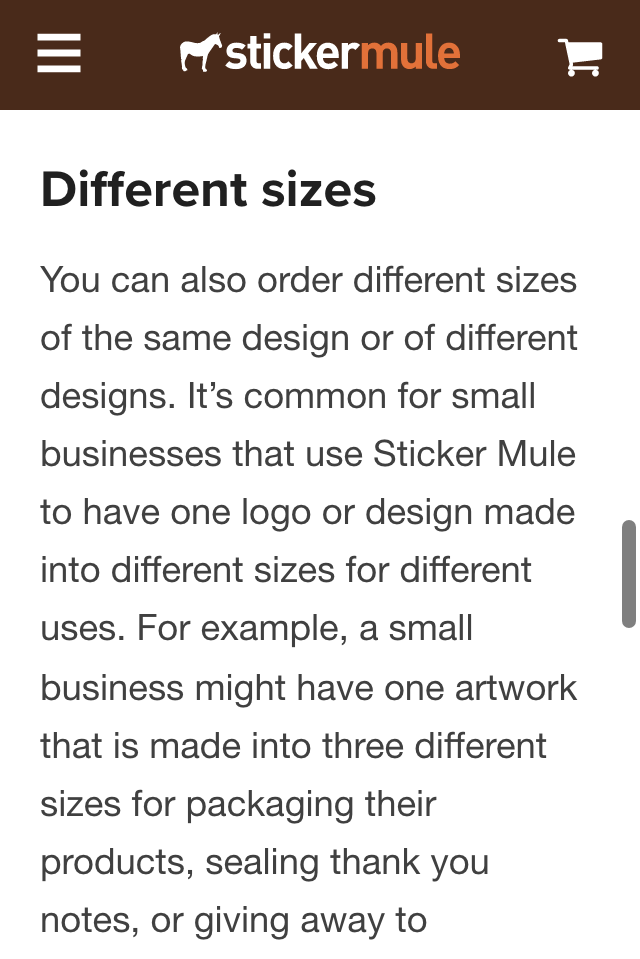 stickermule
Different sizes
You can also order different sizes
of the same design or of different
designs. It’s common for small
businesses that use Sticker Mule
to have one logo or design made
into different sizes for different
uses. For example, a small
business might have one artwork
that is made into three different
sizes for packaging their
products, sealing thank you
notes, or giving away to